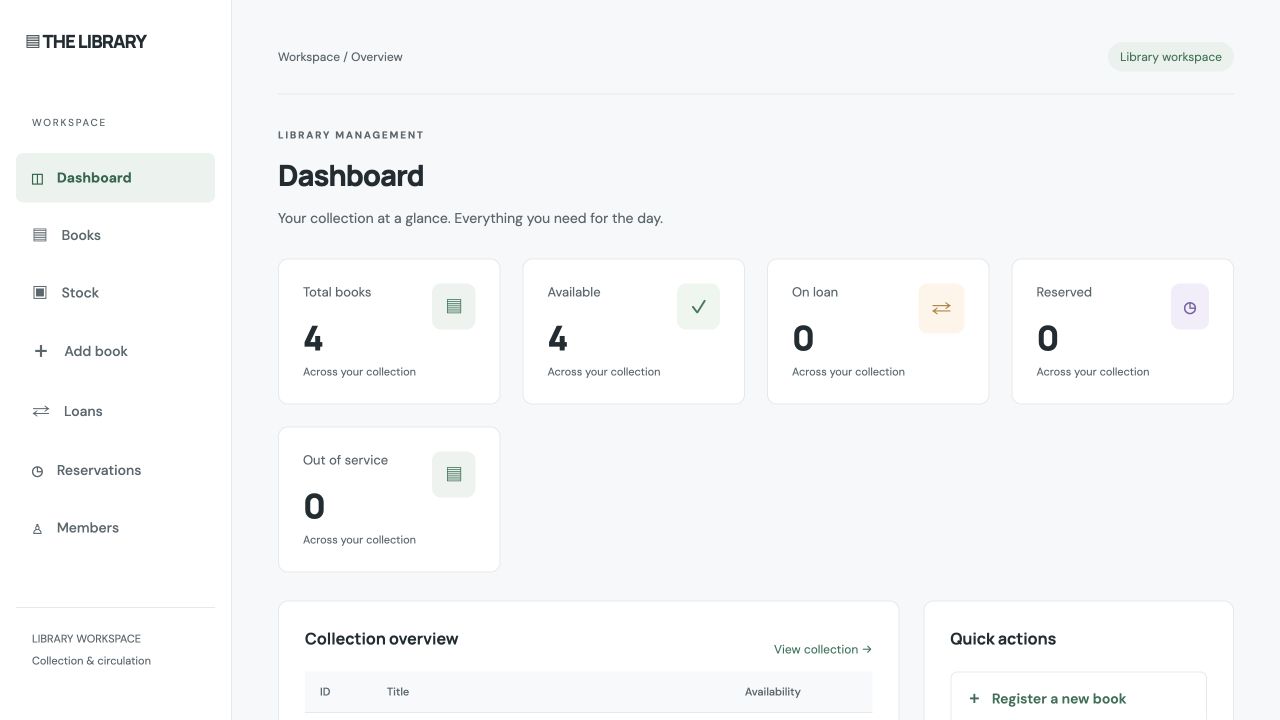 THE LIBRARY
WORKSPACE
Dashboard
Books
Stock
Add book
Loans
Reservations
Members
LIBRARY WORKSPACE
Collection & circulation
Workspace / Overview
Library workspace
LIBRARY MANAGEMENT
Dashboard
Your collection at a glance. Everything you need for the day.
Total books
4
Across your collection
Available
4
Across your collection
On loan
0
Across your collection
Reserved
0
Across your collection
Out of service
0
Across your collection
Collection overview
View collection →
ID Title Availability
Quick actions
+ Register a new book